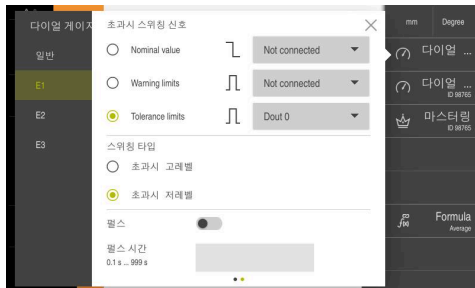 다이얼 게이지
일반
E1
E2
E3
초과시 스위칭 신호
Nominal value
Not connected
Warning limits
Not connected
Tolerance limits
Dout 0
스위칭 타입
초과시 고레벨
초과시 저레벨
펄스
펄스 시간
0.1 s ... 999 s
mm
Degree
다이얼 ...
다이얼 ...
ID 98765
마스터링
ID 98765
Formula
Average